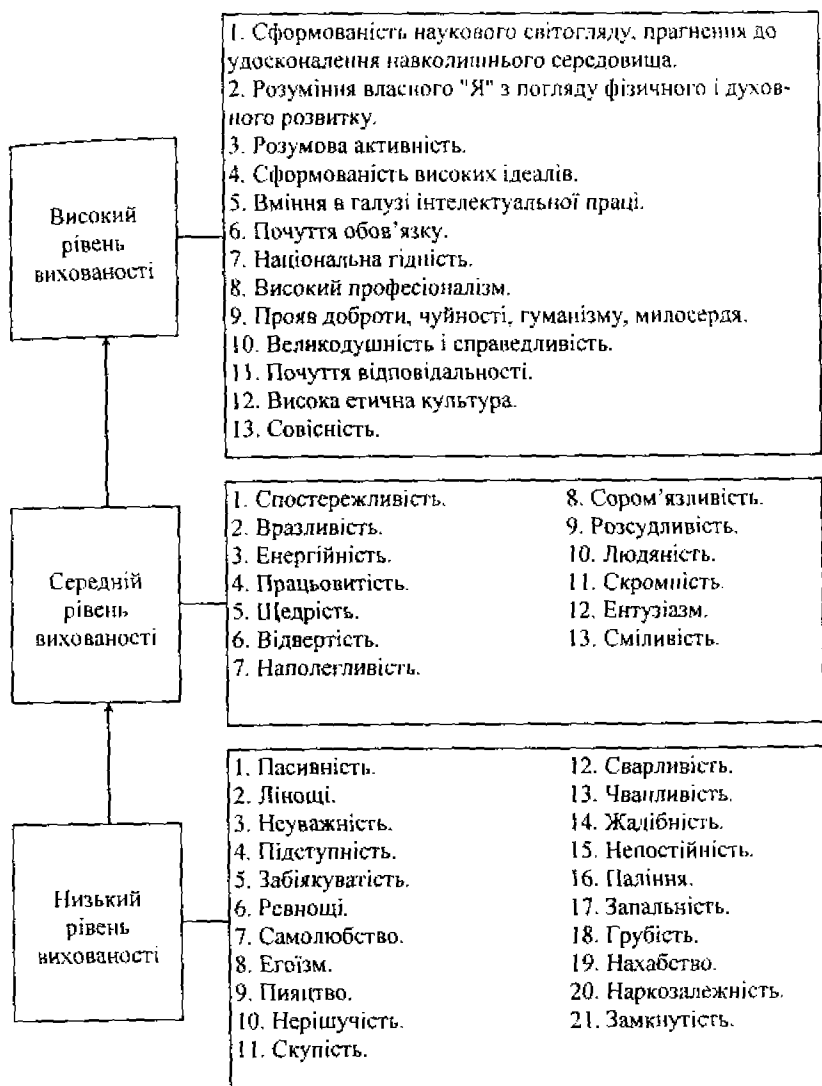 Високий
рівень
вихованості
1. Сформованість наукового світогляду, прагнення до
удосконалення навколишнього середовища.
2. Розуміння власного "Я" з погляду фізичного і духов-
ного розвитку.
3. Розумова активність.
4. Сформованість високих ідеалів.
5. Вміння в галузі інтелектуальної праці.
6. Почуття обов’язку.
7. Національна гідність.
8. Високий професіоналізм.
9. Прояв доброти, чуйності, гуманізму, милосердя.
10. Великодушність і справедливість.
11. Почуття відповідальності.
12. Висока етична культура.
13. Совісність.
Середній
рівень
вихованості
1. Спостережливість.
2. Вразливість.
3. Енергійність.
4. Працьовитість.
5. Щедрість.
6. Відвертість.
7. Наполегливість.
8. Сором’язливість.
9. Розсудливість.
10. Людяність.
11. Скромність.
12. Ентузіазм.
13. Сміливість.
Низький
рівень
вихованості
1. Пасивність.
2. Лінощі.
3. Неуважність.
4. Підступність.
5. Забіякуватість.
6. Ревнощі.
7. Самолюбство.
8. Егоїзм.
9. Пияцтво.
10. Нерішучість.
11. Скупість.
12. Сварливість.
13. Чванливість.
14. Жадібність.
15. Непостійність.
16. Паління.
17. Запальність.
18. Грубість.
19. Нахабство.
20. Наркозалежність.
21. Замкнутість.